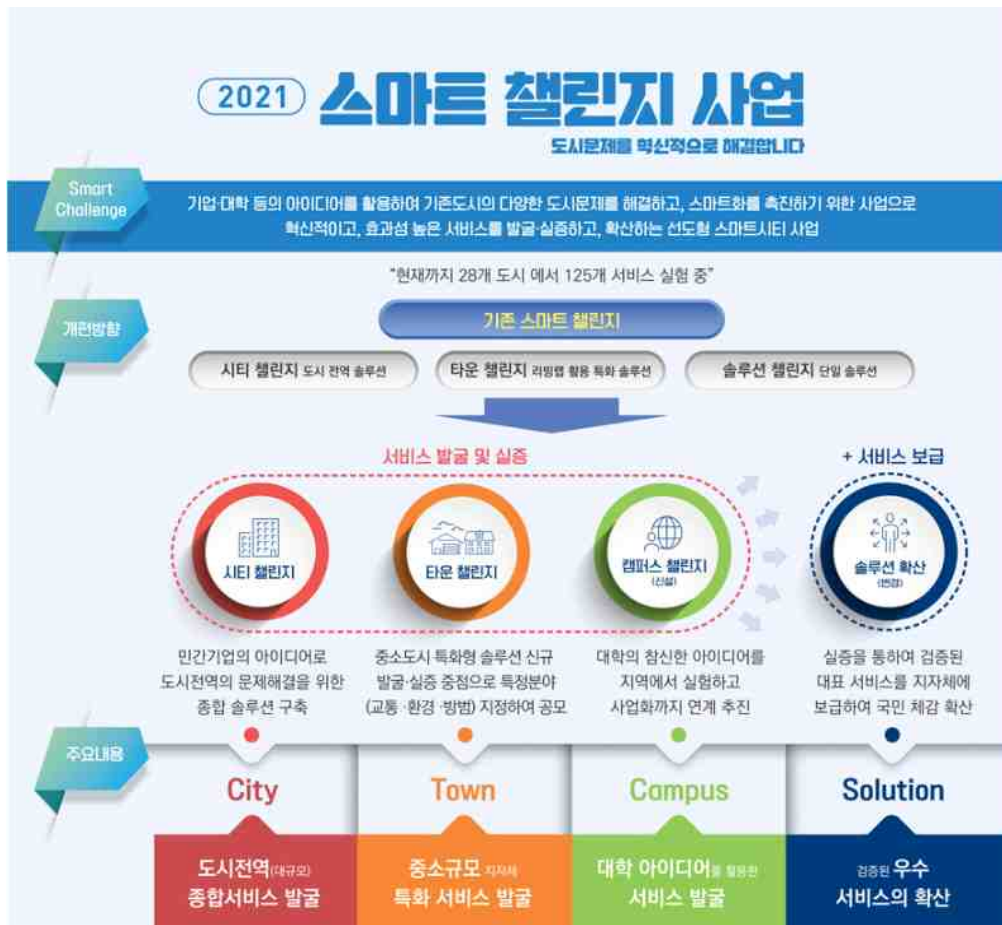 2021 스마트 챌린지 사업
도시문제를 혁신적으로 해결합니다
Smart
Challenge
기업·대학 등의 아이디어를 활용하여 기존도시의 다양한 도시문제를 해결하고, 스마트화를 촉진하기 위한 사업으로
혁신적이고, 효과성 높은 서비스를 발굴·실증하고, 확산하는 선도형 스마트시티 사업
"현재까지 28개 도시 에서 125개 서비스 실험 중"
개편방향
기존 스마트 챌린지
시티 챌린지 도시 전역 솔루션
타운 챌린지 리빙랩 활용 특화 솔루션
솔루션 챌린지 단일 솔루션
서비스 발굴 및 실증
+ 서비스 보급
시티 챌린지
타운 챌린지
캠퍼스 챌린지
(신설)
솔루션 확산
(변경)
민간기업의 아이디어로
도시전역의 문제해결을 위한
종합 솔루션 구축
중소도시 특화형 솔루션 신규
발굴·실증 중점으로 특정분야
(교통·환경·방범) 지정하여 공모
대학의 참신한 아이디어를
지역에서 실험하고
사업화까지 연계 추진
실증을 통하여 검증된
대표 서비스를 지자체에
보급하여 국민 체감 확산
주요내용
City
Town
Campus
Solution
도시전역(대규모)
종합서비스 발굴
중소규모 지자체
특화 서비스 발굴
대학 아이디어를 활용한
서비스 발굴
검증된 우수
서비스의 확산